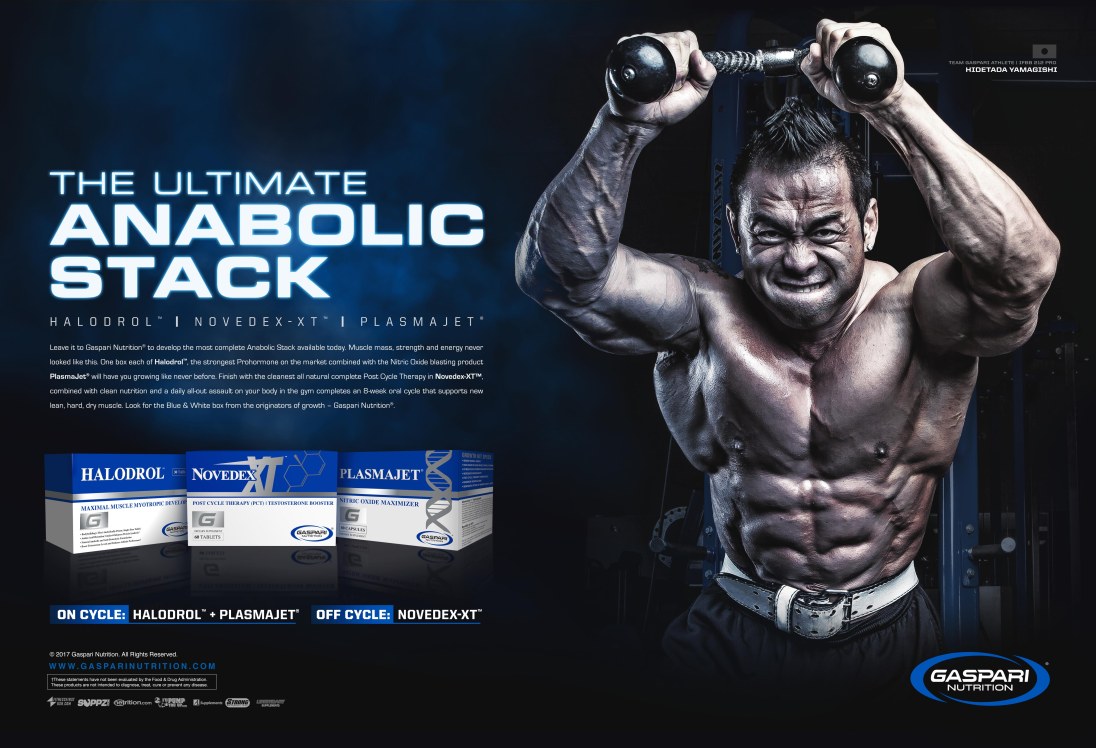 TEAM GASPARI ATHLETE | IFBB 212 PRO
HIDETADA YAMAGISHI
THE ULTIMATE
ANABOLIC
STACK
HALODROL™ | NOVEDEX-XT™ | PLASMAJET®
Leave it to Gaspari Nutrition® to develop the most complete Anabolic Stack available today. Muscle mass, strength and energy never
looked like this. One box each of Halodrol™, the strongest Prohormone on the market combined with the Nitric Oxide blasting product
PlasmaJet® will have you growing like never before. Finish with the cleanest all natural complete Post Cycle Therapy in Novedex-XT™,
combined with clean nutrition and a daily all-out assault on your body in the gym completes an 8-week oral cycle that supports new
lean, hard, dry muscle. Look for the Blue & White box from the originators of growth – Gaspari Nutrition®.
HALODROL
MAXIMAL MUSCLE MYOTROPIC DEVELO
G
NOVEDEX XT
POST CYCLE THERAPY (PCT) | TESTOSTERONE BOOSTER
G
60 TABLETS
GASPARI
NUTRITION
PLASMAJET®
NITRIC OXIDE MAXIMIZER
G
GASPARI
NUTRITION
ON CYCLE: HALODROL™ + PLASMAJET® OFF CYCLE: NOVEDEX-XT™
© 2017 Gaspari Nutrition. All Rights Reserved.
WWW.GASPARINUTRITION.COM
†These statements have not been evaluated by the Food & Drug Administration.
These products are not intended to diagnose, treat, cure or prevent any disease.
SUPPZ!
STRONG
GASPARI®
NUTRITION